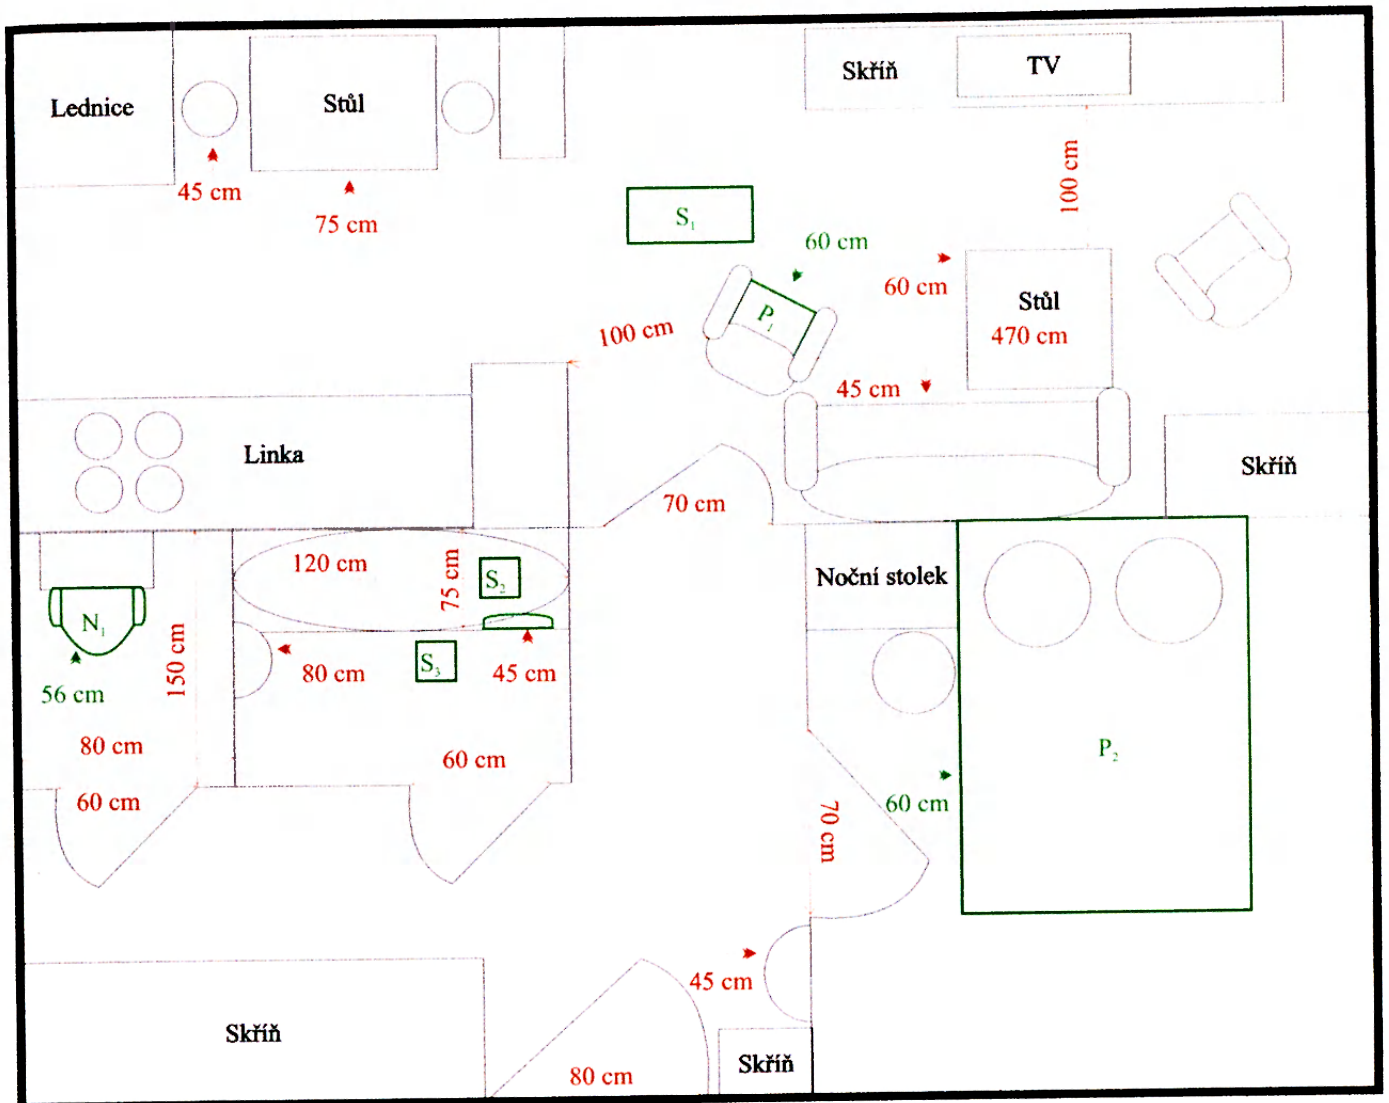 Lednice
Stůl
45 cm
75 cm
Skříň
TV
100 cm
S₁
60 cm
60 cm
Stůl
470 cm
P₁
100 cm
45 cm
Linka
70 cm
Skříň
120 cm
75 cm
S₂
Noční stolek
N₁
150 cm
S₃
80 cm
45 cm
56 cm
80 cm
60 cm
60 cm
P₂
60 cm
70 cm
45 cm
Skříň
80 cm
Skříň